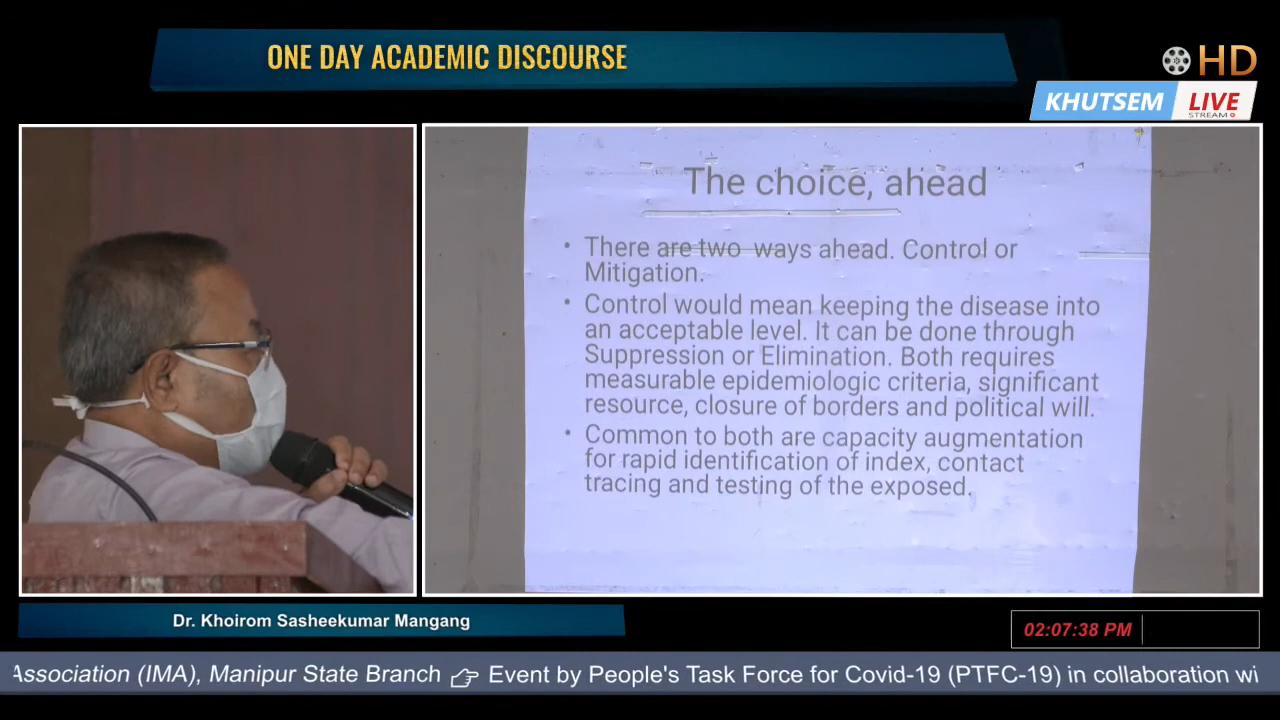 ONE DAY ACADEMIC DISCOURSE
HD
KHUTSEM LIVE
STREAM
The choice, ahead
• There are two ways ahead. Control or
Mitigation.
• Control would mean keeping the disease into
an acceptable level. It can be done through
Suppression or Elimination. Both requires
measurable epidemiologic criteria, significant
resource, closure of borders and political will.
• Common to both are capacity augmentation
for rapid identification of index, contact
tracing and testing of the exposed.
Dr. Khoirom Sasheekumar Mangang
02:07:38 PM
Association (IMA), Manipur State Branch Event by People's Task Force for Covid-19 (PTFC-19) in collaboration wi